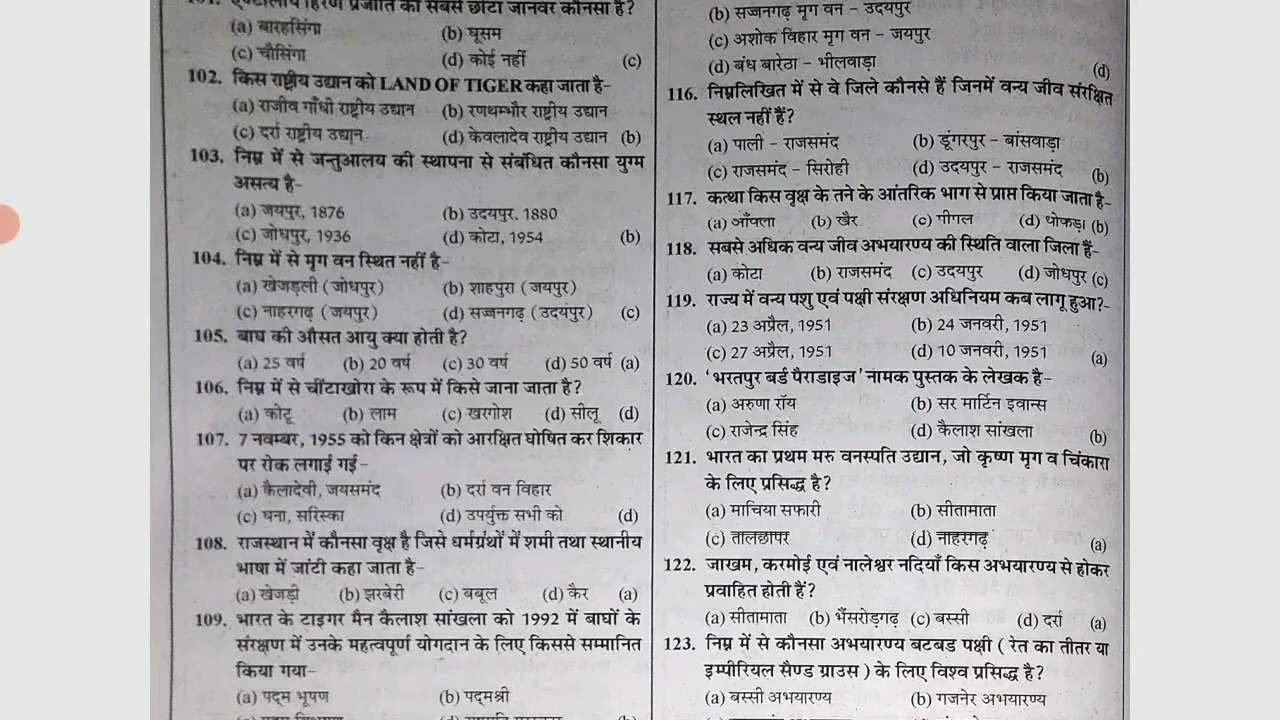 101. एण्टीलोप हिरण प्रजाति का सबसे छोटा जानवर कौनसा है?
(a) बारहसिंगा (b) घूसम
(c) चौसिंगा (d) कोई नहीं (c)
102. किस राष्ट्रीय उद्यान को LAND OF TIGER कहा जाता है-
(a) राजीव गाँधी राष्ट्रीय उद्यान (b) रणथम्भौर राष्ट्रीय उद्यान
(c) दर्रा राष्ट्रीय उद्यान (d) केवलादेव राष्ट्रीय उद्यान (b)
103. निम्न में से जन्तुआलय की स्थापना से संबंधित कौनसा युग्म
असत्य है-
(a) जयपुर, 1876 (b) उदयपुर, 1880
(c) जोधपुर, 1936 (d) कोटा, 1954 (b)
104. निम्न में से मृग वन स्थित नहीं है-
(a) खेजड़ली (जोधपुर) (b) शाहपुरा (जयपुर)
(c) नाहरगढ़ (जयपुर) (d) सज्जनगढ़ (उदयपुर) (c)
105. बाघ की औसत आयु क्या होती है?
(a) 25 वर्ष (b) 20 वर्ष (c) 30 वर्ष (d) 50 वर्ष (a)
106. निम्न में से चींटाखोरा के रूप में किसे जाना जाता है?
(a) कोटू (b) लाम (c) खरगोश (d) सीलू (d)
107. 7 नवम्बर, 1955 को किन क्षेत्रों को आरक्षित घोषित कर शिकार
पर रोक लगाई गई-
(a) कैलादेवी, जयसमंद (b) दर्रा वन विहार
(c) घना, सरिस्का (d) उपर्युक्त सभी को (d)
108. राजस्थान में कौनसा वृक्ष है जिसे धर्मग्रंथों में शमी तथा स्थानीय
भाषा में जांटी कहा जाता है-
(a) खेजड़ी (b) झरबेरी (c) बबूल (d) कैर (a)
109. भारत के टाइगर मैन कैलाश सांखला को 1992 में बाघों के
संरक्षण में उनके महत्वपूर्ण योगदान के लिए किससे सम्मानित
किया गया-
(a) पद्म भूषण (b) पद्मश्री
(b) सज्जनगढ़ मृग वन - उदयपुर
(c) अशोक विहार मृग वन - जयपुर
(d) बंध बारेठा - भीलवाड़ा (d)
116. निम्नलिखित में से वे जिले कौनसे हैं जिनमें वन्य जीव संरक्षित
स्थल नहीं हैं?
(a) पाली - राजसमंद (b) डूंगरपुर - बांसवाड़ा
(c) राजसमंद - सिरोही (d) उदयपुर - राजसमंद (b)
117. कत्था किस वृक्ष के तने के आंतरिक भाग से प्राप्त किया जाता है-
(a) आँवला (b) खैर (c) पीपल (d) धोकड़ा (b)
118. सबसे अधिक वन्य जीव अभयारण्य की स्थिति वाला जिला हैं-
(a) कोटा (b) राजसमंद (c) उदयपुर (d) जोधपुर (c)
119. राज्य में वन्य पशु एवं पक्षी संरक्षण अधिनियम कब लागू हुआ?-
(a) 23 अप्रैल, 1951 (b) 24 जनवरी, 1951
(c) 27 अप्रैल, 1951 (d) 10 जनवरी, 1951 (a)
120. 'भरतपुर बर्ड पैराडाइज' नामक पुस्तक के लेखक है-
(a) अरुणा रॉय (b) सर मार्टिन इवान्स
(c) राजेन्द्र सिंह (d) कैलाश सांखला (b)
121. भारत का प्रथम मरु वनस्पति उद्यान, जो कृष्ण मृग व चिंकारा
के लिए प्रसिद्ध है?
(a) माचिया सफारी (b) सीतामाता
(c) तालछापर (d) नाहरगढ़ (a)
122. जाखम, करमोई एवं नालेश्वर नदियाँ किस अभयारण्य से होकर
प्रवाहित होती हैं?
(a) सीतामाता (b) भैंसरोड़गढ़ (c) बस्सी (d) दर्रा (a)
123. निम्न में से कौनसा अभयारण्य बटबड़ पक्षी (रेत का तीतर या
इम्पीरियल सैण्ड ग्राउस) के लिए विश्व प्रसिद्ध है?
(a) बस्सी अभयारण्य (b) गजनेर अभयारण्य